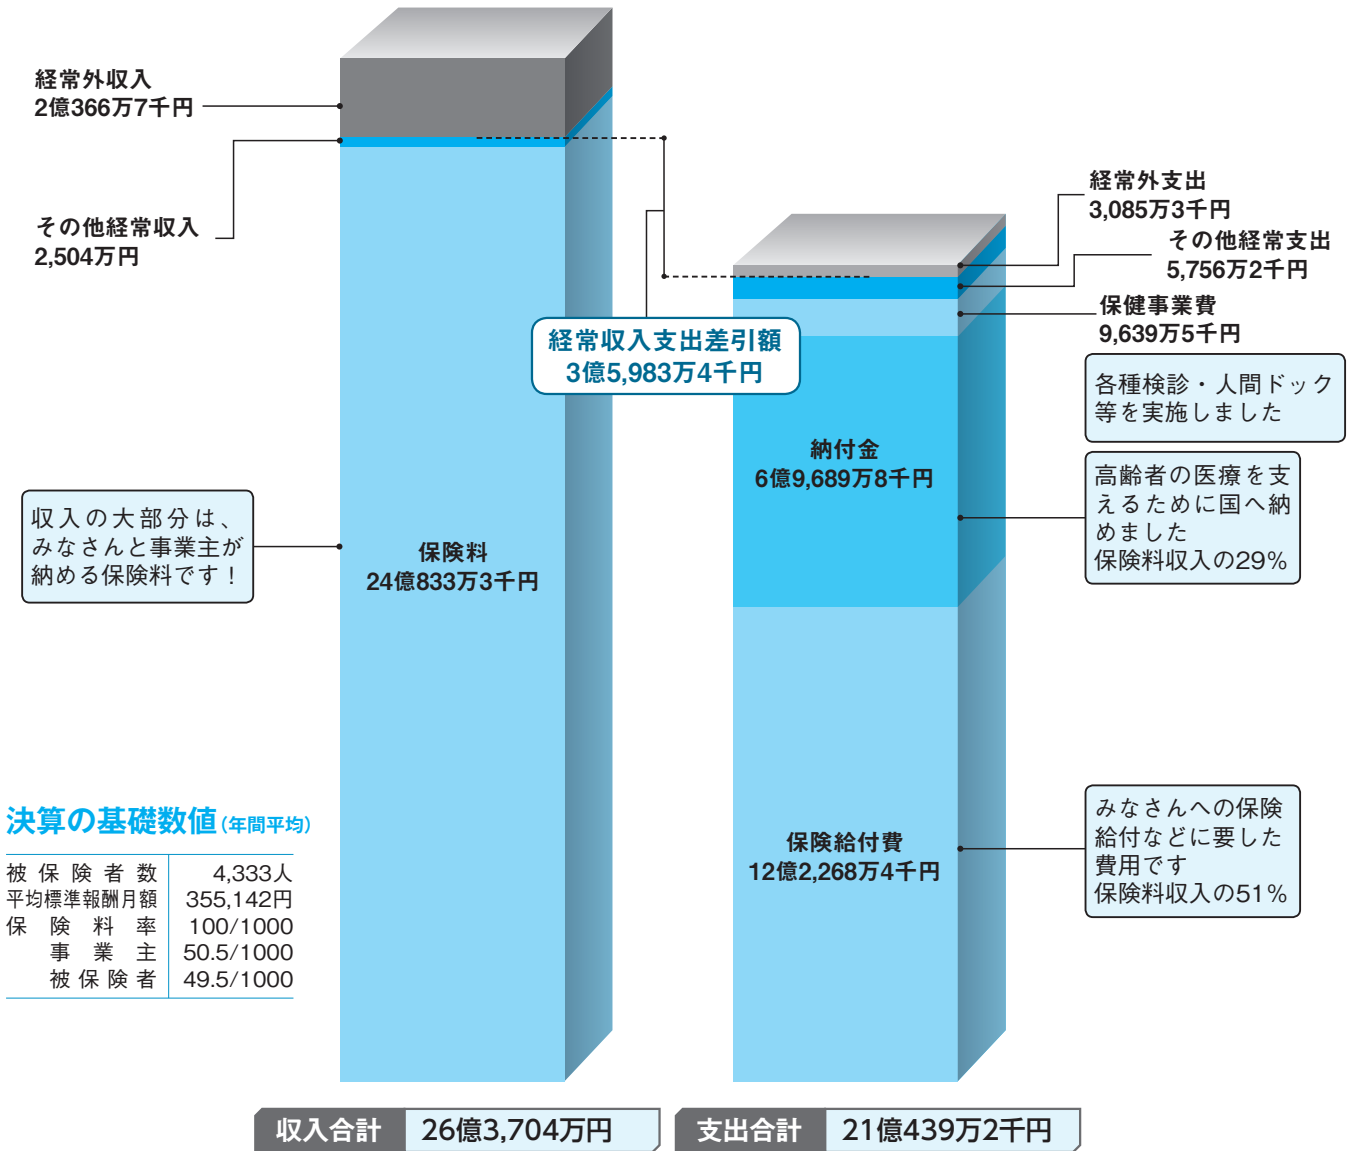 経常外収入
2億366万7千円
その他経常収入
2,504万円
収入の大部分は、
みなさんと事業主が
納める保険料です！
保険料
24億833万3千円
経常収入支出差引額
3億5,983万4千円
経常外支出
3,085万3千円
その他経常支出
5,756万2千円
保健事業費
9,639万5千円
各種検診・人間ドック
等を実施しました
納付金
6億9,689万8千円
高齢者の医療を支
えるために国へ納
めました
保険料収入の29%
保険給付費
12億2,268万4千円
みなさんへの保険
給付などに要した
費用です
保険料収入の51%
決算の基礎数値(年間平均)
被保険者数 4,333人
平均標準報酬月額 355,142円
保険料率 100/1000
事業主 50.5/1000
被保険者 49.5/1000
収入合計 26億3,704万円
支出合計 21億439万2千円